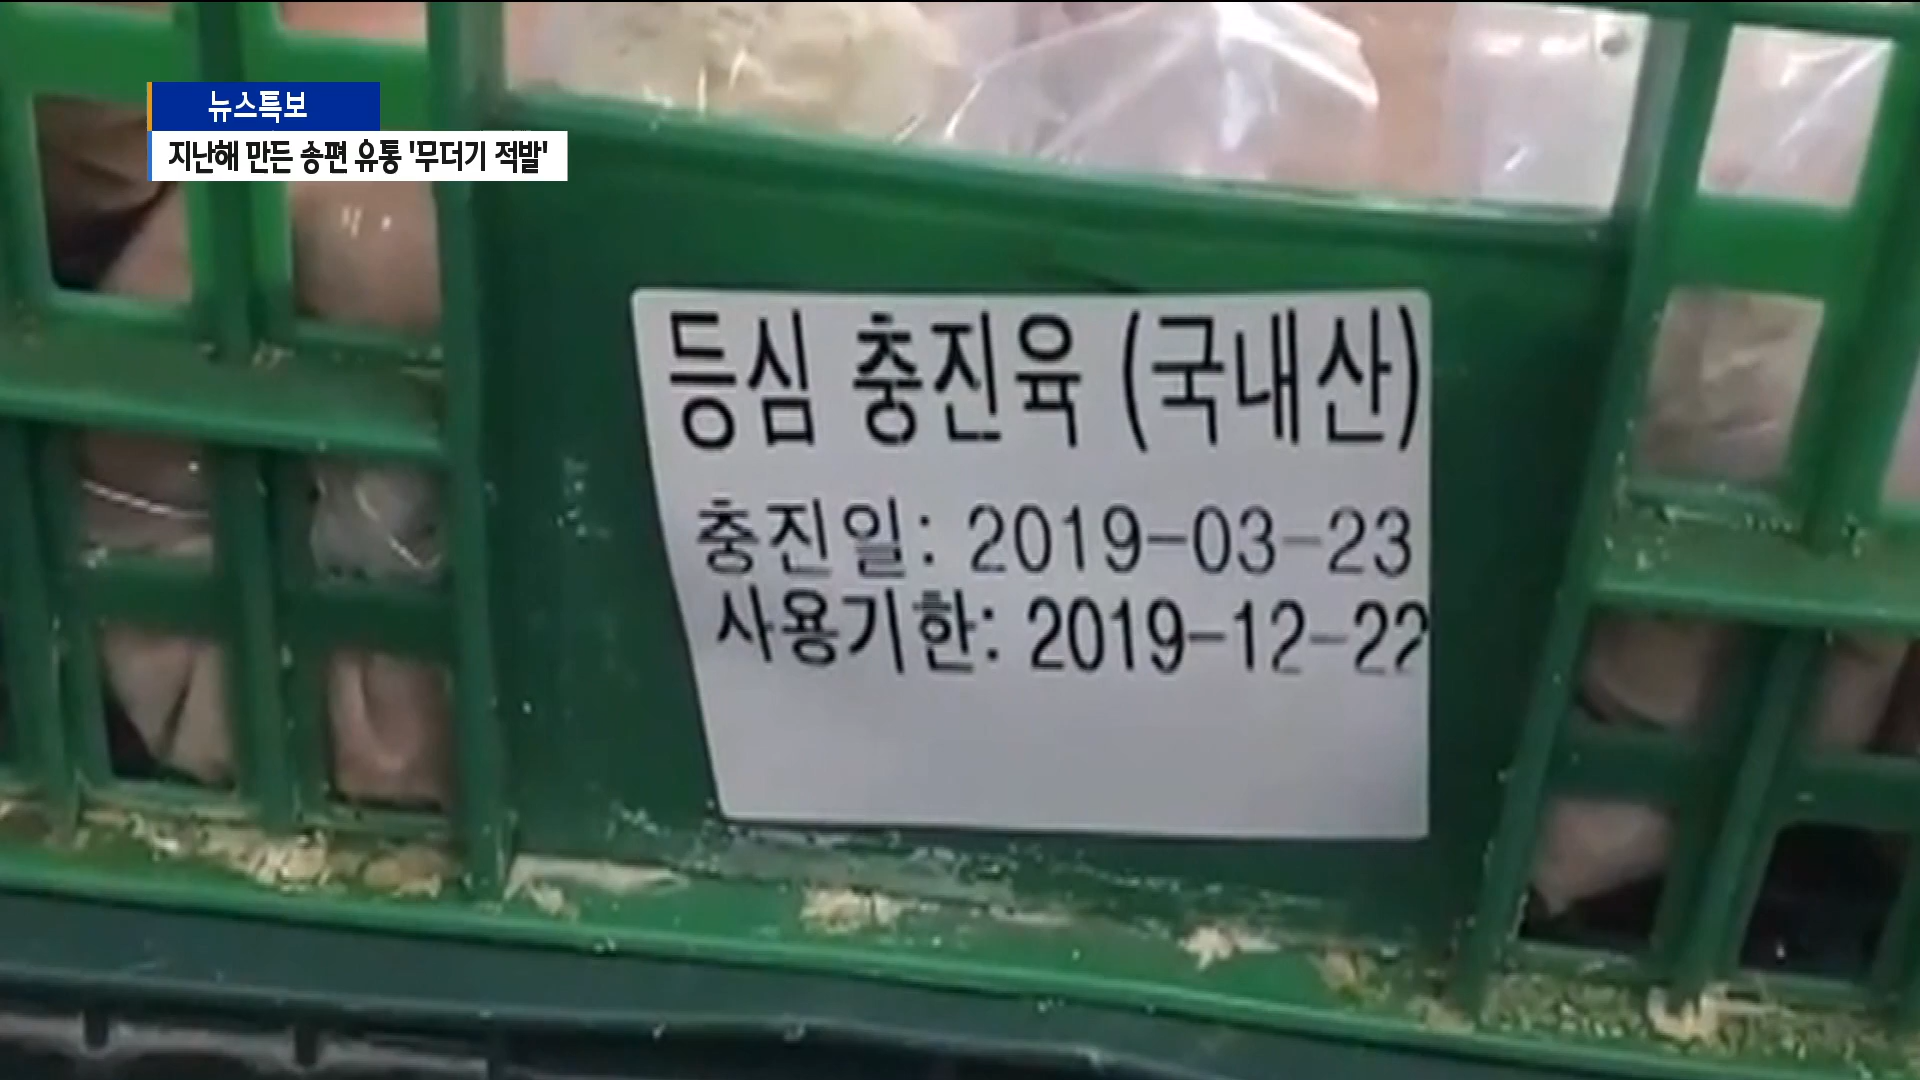 뉴스특보
지난해 만든 송편 유통 '무더기 적발'
등심 충진육 (국내산)
충진일: 2019-03-23
사용기한: 2019-12-22